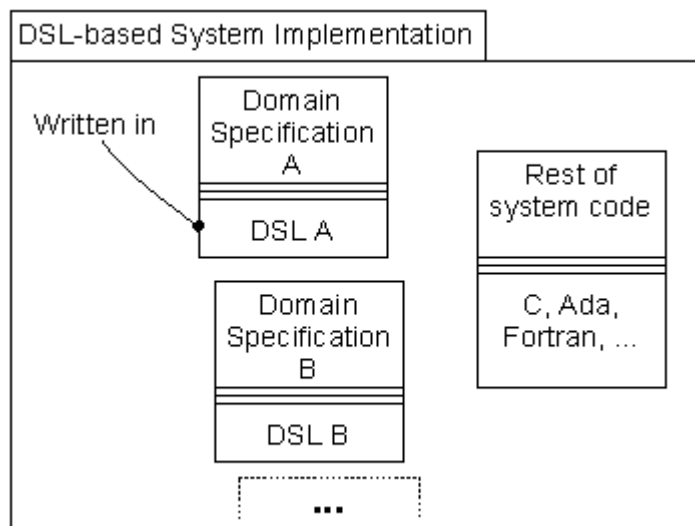 DSL-based System Implementation
Written in
Domain
Specification
A
DSL A
Domain
Specification
B
DSL B
...
Rest of
system code
C, Ada,
Fortran, ...